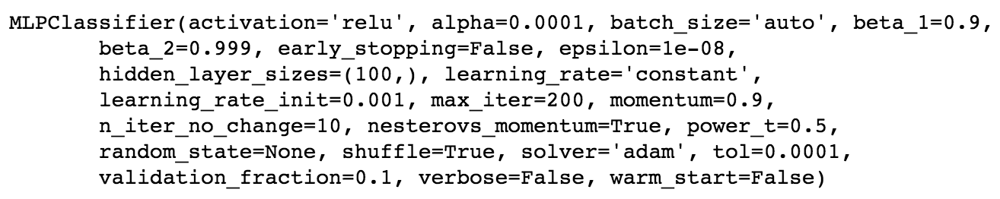 MLPClassifier(activation='relu', alpha=0.0001, batch_size='auto', beta_1=0.9,
beta_2=0.999, early_stopping=False, epsilon=1e-08,
hidden_layer_sizes=(100,), learning_rate='constant',
learning_rate_init=0.001, max_iter=200, momentum=0.9,
n_iter_no_change=10, nesterovs_momentum=True, power_t=0.5,
random_state=None, shuffle=True, solver='adam', tol=0.0001,
validation_fraction=0.1, verbose=False, warm_start=False)